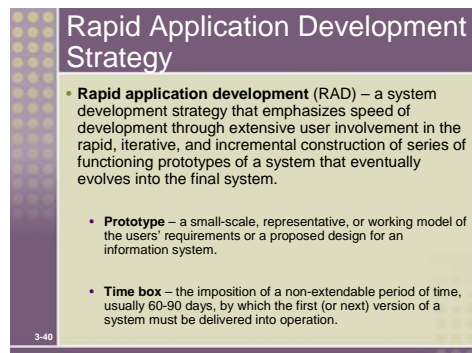 Rapid Application Development
Strategy
• Rapid application development (RAD) – a system
development strategy that emphasizes speed of
development through extensive user involvement in the
rapid, iterative, and incremental construction of series of
functioning prototypes of a system that eventually
evolves into the final system.
• Prototype – a small-scale, representative, or working model of
the users' requirements or a proposed design for an
information system.
• Time box – the imposition of a non-extendable period of time,
usually 60-90 days, by which the first (or next) version of a
system must be delivered into operation.
3-40